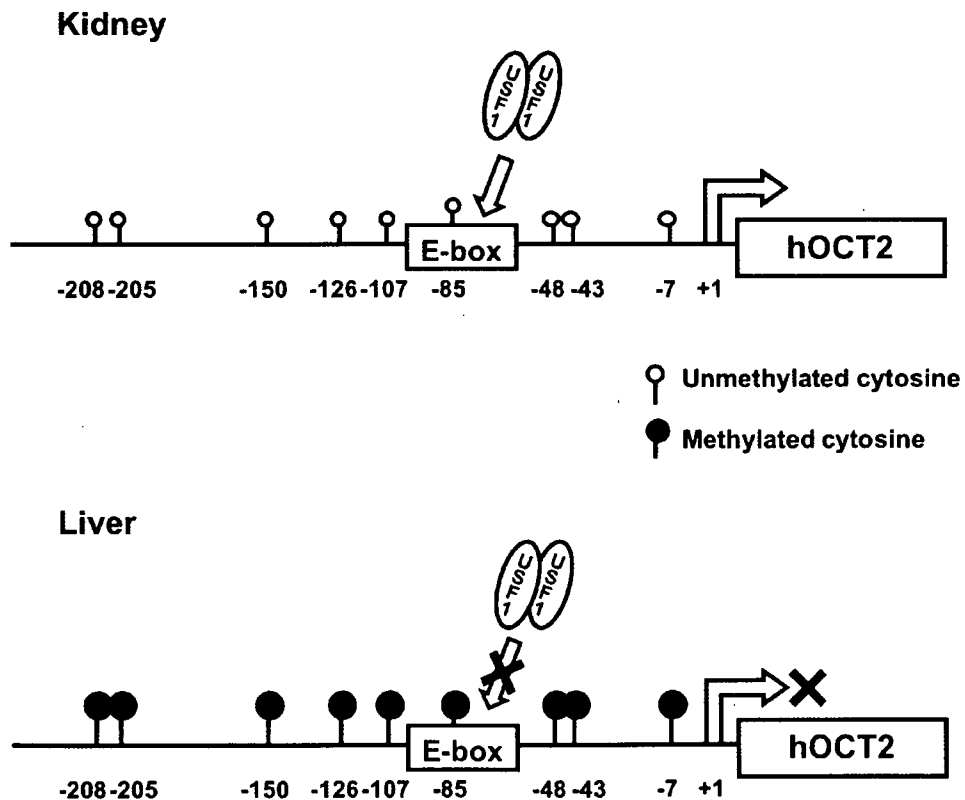 Kidney
USF1 USF1
E-box
hOCT2
-208 -205 -150 -126 -107 -85 -48 -43 -7 +1
Unmethylated cytosine
Methylated cytosine
Liver
USF1 USF1
E-box
hOCT2
-208 -205 -150 -126 -107 -85 -48 -43 -7 +1